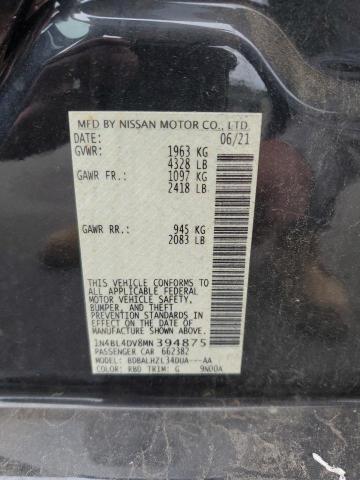 MFD BY NISSAN MOTOR CO., LTD.
DATE: 06/21
GVWR: 1963 KG
4328 LB
GAWR FR.: 1097 KG
2418 LB
GAWR RR.: 945 KG
2083 LB
THIS VEHICLE CONFORMS TO ALL
APPLICABLE FEDERAL MOTOR
MOTOR VEHICLE SAFETY,
BUMPER, AND THEFT
PREVENTION STANDARDS IN
EFFECT ON THE DATE OF
MANUFACTURE SHOWN ABOVE.
1N4BL4DV8MN394875
PASSENGER CAR 662382
MODEL: BDBALHZL34DUA---AA
COLOR: RBD TRIM: G 9N00A